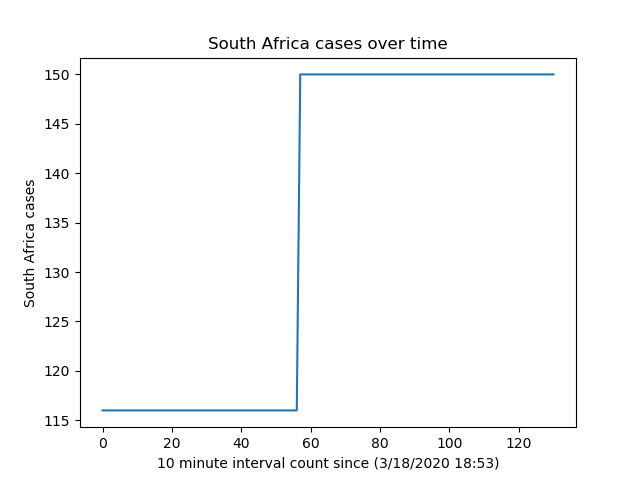 South Africa cases over time
150
145
140
135
130
125
120
115
South Africa cases
0 20 40 60 80 100 120
10 minute interval count since (3/18/2020 18:53)